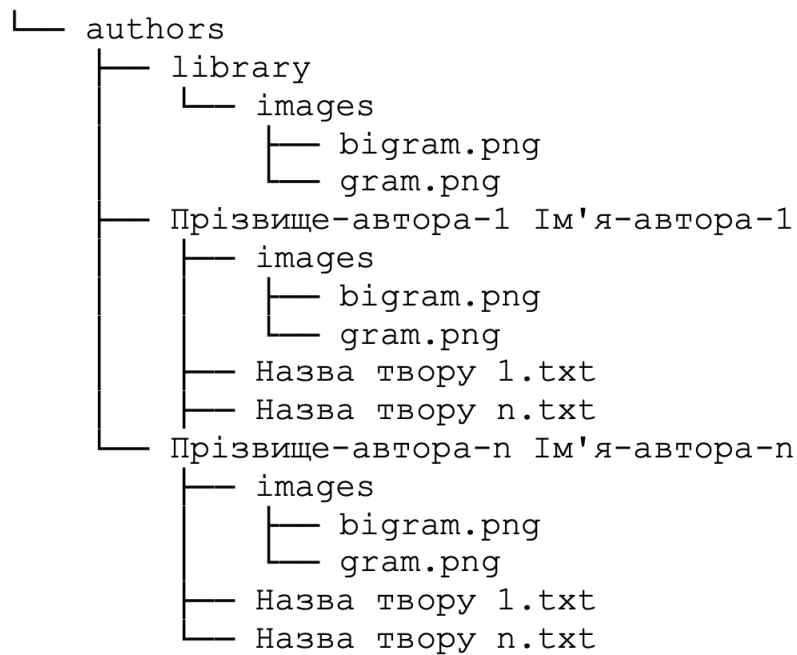 authors
library
images
bigram.png
gram.png
Прізвище-автора-1 Ім'я-автора-1
images
bigram.png
gram.png
Назва твору 1.txt
Назва твору n.txt
Прізвище-автора-n Ім'я-автора-n
images
bigram.png
gram.png
Назва твору 1.txt
Назва твору n.txt